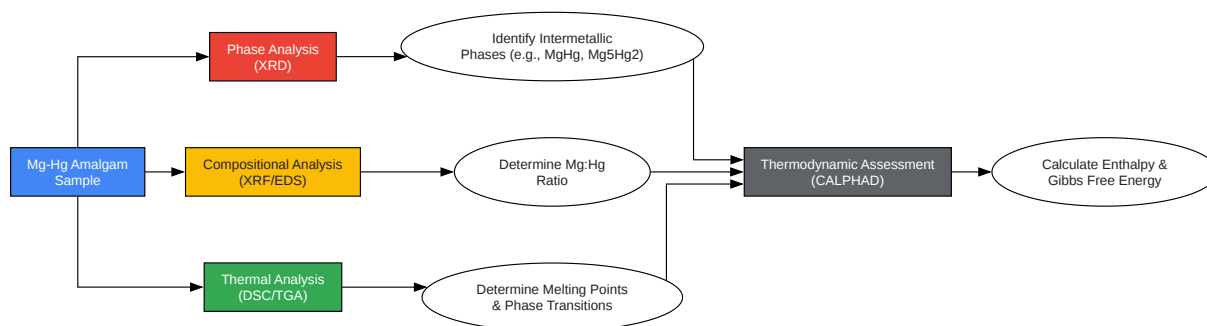 Phase Analysis
(XRD)
Identify Intermetallic
Phases (e.g., MgHg, Mg5Hg2)
Mg-Hg Amalgam
Sample
Compositional Analysis
(XRF/EDS)
Determine Mg:Hg
Ratio
Thermodynamic Assessment
(CALPHAD)
Calculate Enthalpy &
Gibbs Free Energy
Thermal Analysis
(DSC/TGA)
Determine Melting Points
& Phase Transitions